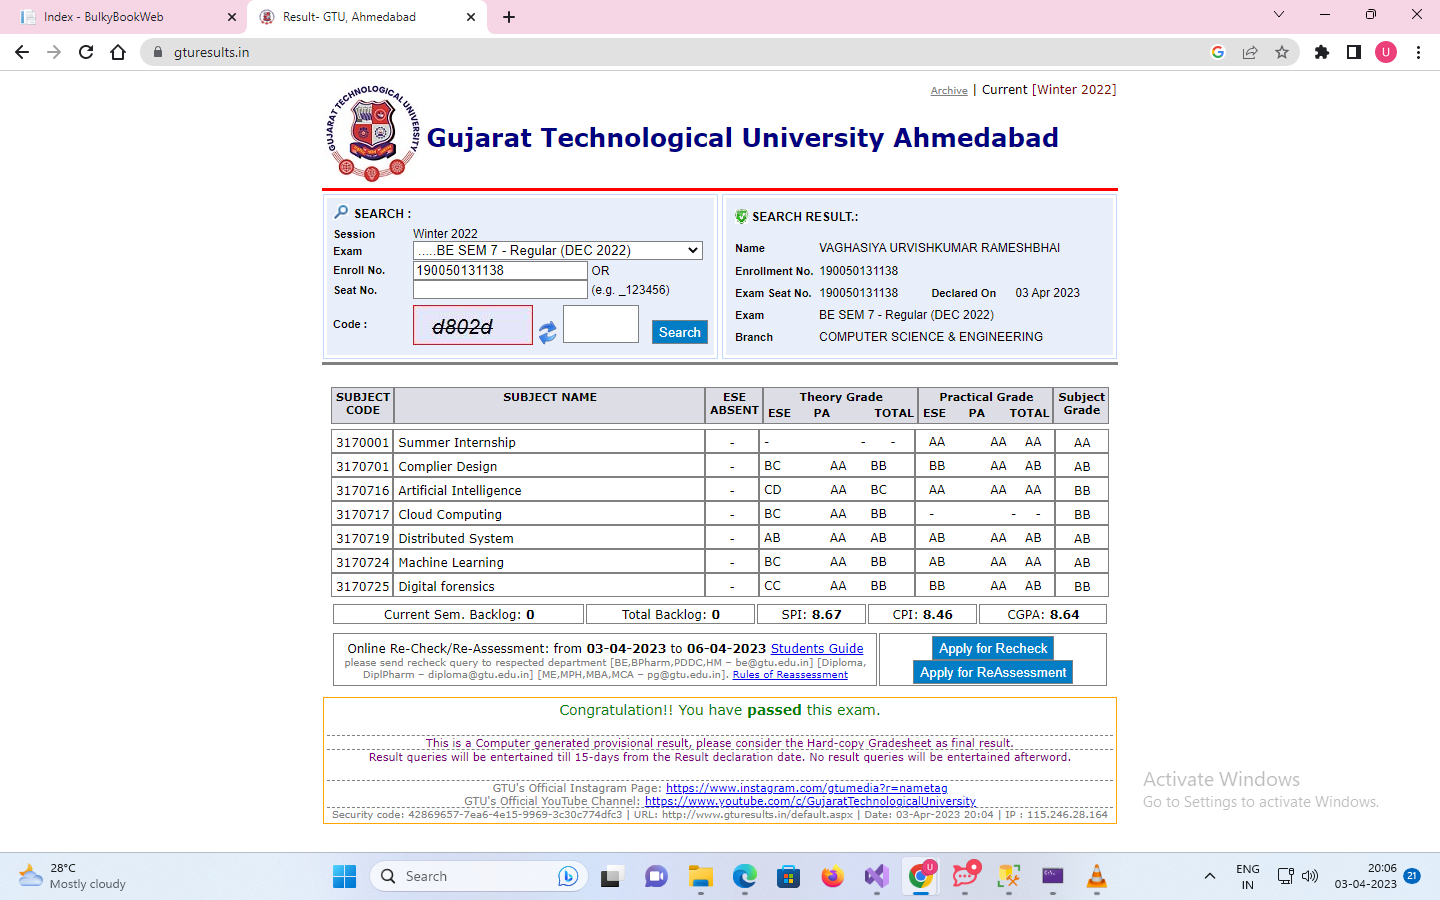 Index - BulkyBookWeb
Result- GTU, Ahmedabad
gturesults.in
U
Archive | Current [Winter 2022]
GUJARAT TECHNOLOGICAL UNIVERSITY
Gujarat Technological University Ahmedabad
SEARCH :
Session Winter 2022
Exam .....BE SEM 7 - Regular (DEC 2022)
Enroll No. 190050131138 OR
Seat No. (e.g. _123456)
Code : d802d Search
SEARCH RESULT.:
Name VAGHASIYA URVISHKUMAR RAMESHBHAI
Enrollment No. 190050131138
Exam Seat No. 190050131138 Declared On 03 Apr 2023
Exam BE SEM 7 - Regular (DEC 2022)
Branch COMPUTER SCIENCE & ENGINEERING
SUBJECT CODE SUBJECT NAME ESE ABSENT Theory Grade ESE PA TOTAL Practical Grade ESE PA TOTAL Subject Grade
3170001 Summer Internship - - - - AA AA AA AA
3170701 Complier Design - BC AA BB BB AA AB AB
3170716 Artificial Intelligence - CD AA BC AA AA AA BB
3170717 Cloud Computing - BC AA BB - - - BB
3170719 Distributed System - AB AA AB AB AA AB AB
3170724 Machine Learning - BC AA BB AB AA AA AB
3170725 Digital forensics - CC AA BB BB AA AB BB
Current Sem. Backlog: 0 Total Backlog: 0 SPI: 8.67 CPI: 8.46 CGPA: 8.64
Online Re-Check/Re-Assessment: from 03-04-2023 to 06-04-2023 Students Guide
please send recheck query to respected department [BE,BPharm,PDDC,HM – be@gtu.edu.in] [Diploma,
DiplPharm – diploma@gtu.edu.in] [ME,MPH,MBA,MCA – pg@gtu.edu.in]. Rules of Reassessment
Apply for Recheck
Apply for ReAssessment
Congratulation!! You have passed this exam.
This is a Computer generated provisional result, please consider the Hard-copy Gradesheet as final result.
Result queries will be entertained till 15-days from the Result declaration date. No result queries will be entertained afterword.
GTU's Official Instagram Page: https://www.instagram.com/gtumedia?r=nametag
GTU's Official YouTube Channel: https://www.youtube.com/c/GujaratTechnologicalUniversity
Security code: 42869657-7ea6-4e15-9969-3c30c774dfc3 | URL: http://www.gturesults.in/default.aspx | Date: 03-Apr-2023 20:04 | IP : 115.246.28.164
Activate Windows
Go to Settings to activate Windows.
28°C
Mostly cloudy
Search
U
ENG
IN
20:06
03-04-2023
21